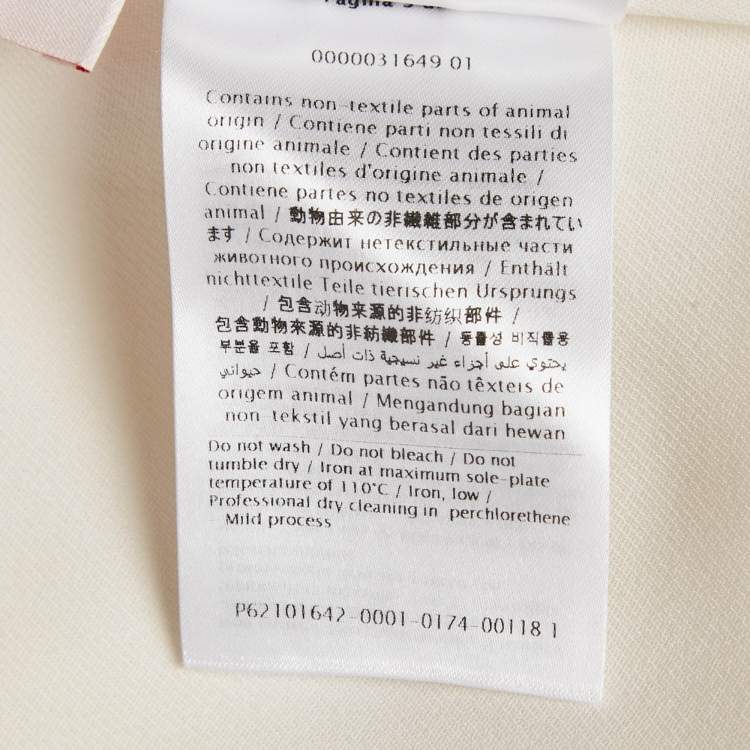 Pagina
0000031649 01
Contains non-textile parts of animal
origin / Contiene parti non tessili di
origine animale / Contient des parties
non textiles d'origine animale /
Contiene partes no textiles de origen
animal / 動物由来の非繊維部分が含まれてい
ます / Содержит нетекстильные части
животного происхождения / Enthält
nichttextile Teile tierischen Ursprungs
/ 包含动物来源的非纺织部件 /
包含動物來源的非紡織部件 / 동물성 비직물용
부분을 포함 / يحتوي على أجزاء غير نسيجية ذات أصل
حيواني / Contém partes não têxteis de
origem animal / Mengandung bagian
non-tekstil yang berasal dari hewan
Do not wash / Do not bleach / Do not
tumble dry / Iron at maximum sole-plate
temperature of 110°C / Iron, low /
Professional dry cleaning in perchlorethene
- Mild process
P62101642-0001-0174-00118 1